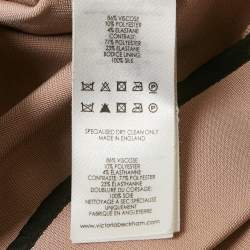 86% VISCOSE
10% POLYESTER
4% ELASTANE
CONTRAST:
77% POLYESTER
23% ELASTANE
BODICE LINING:
100% SILK
SPECIALISED DRY CLEAN ONLY
MADE IN ENGLAND
86% VISCOSE
10% POLYESTER
4% ELASTHANNE
CONTRAST: 77% POLYESTER
23% ELASTHANNE
DOUBLURE DU CORSAGE:
100% SOIE
NETTOYAGE A SEC SPECIALISE
UNIQUEMENT
FABRIQUE EN ANGLETERRE
www.victoriabeckham.com